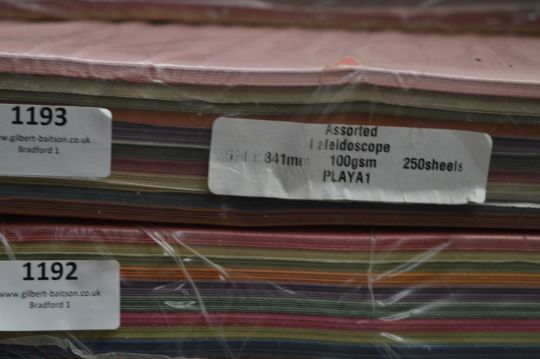 1193
www.gilbert-baitson.co.uk
Bradford 1
Assorted
Kaleidoscope
841mm 100gsm 250sheets
PLAYA1
1192
www.gilbert-baitson.co.uk
Bradford 1